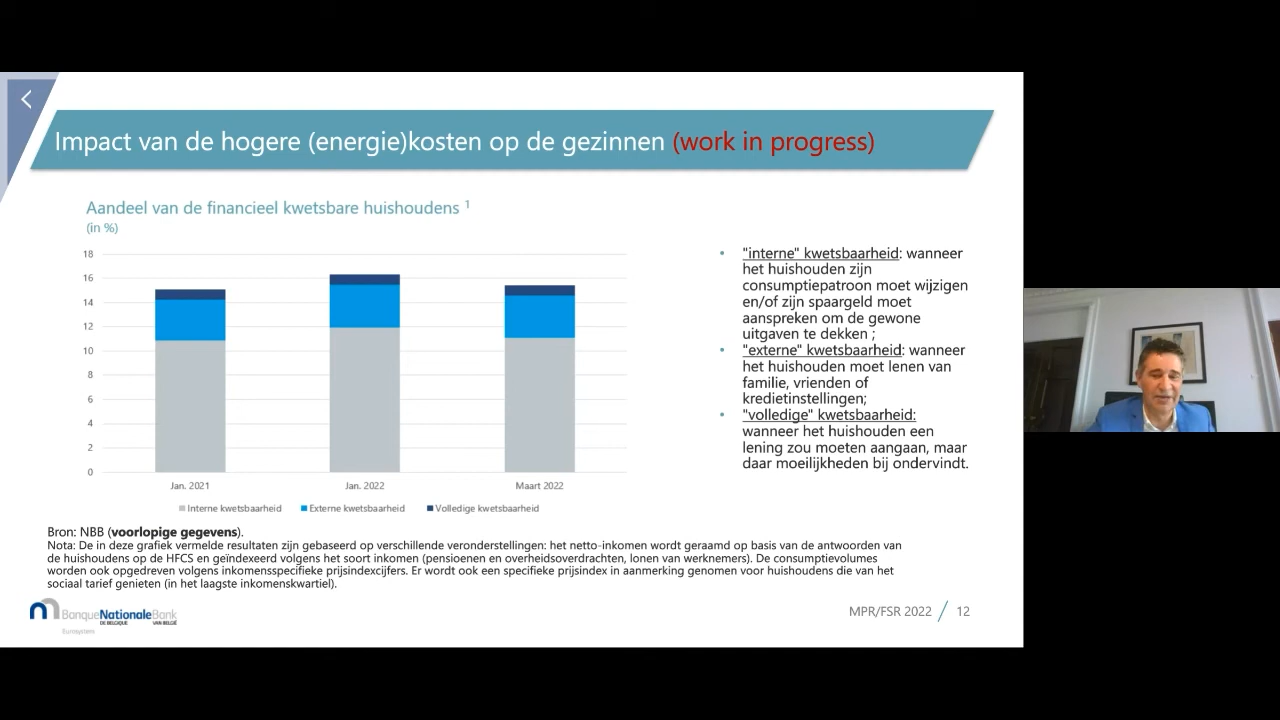 Impact van de hogere (energie)kosten op de gezinnen (work in progress)
Aandeel van de financieel kwetsbare huishoudens 1
(in %)
18
16
14
12
10
8
6
4
2
0
Jan. 2021
Jan. 2022
Maart 2022
Interne kwetsbaarheid
Externe kwetsbaarheid
Volledige kwetsbaarheid
• "interne" kwetsbaarheid: wanneer
het huishouden zijn
consumptiepatroon moet wijzigen
en/of zijn spaargeld moet
aanspreken om de gewone
uitgaven te dekken ;
• "externe" kwetsbaarheid: wanneer
het huishouden moet lenen van
familie, vrienden of
kredietinstellingen;
• "volledige" kwetsbaarheid:
wanneer het huishouden een
lening zou moeten aangaan, maar
daar moeilijkheden bij ondervindt.
Bron: NBB (voorlopige gegevens).
Nota: De in deze grafiek vermelde resultaten zijn gebaseerd op verschillende veronderstellingen: het netto-inkomen wordt geraamd op basis van de antwoorden van
de huishoudens op de HFCS en geïndexeerd volgens het soort inkomen (pensioenen en overheidsoverdrachten, lonen van werknemers). De consumptievolumes
worden ook opgedreven volgens inkomensspecifieke prijsindexcijfers. Er wordt ook een specifieke prijsindex in aanmerking genomen voor huishoudens die van het
sociaal tarief genieten (in het laagste inkomenskwartiel).
BanqueNationaleBank
DE BELGIQUE VAN BELGIË
Eurosystem
MPR/FSR 2022 / 12